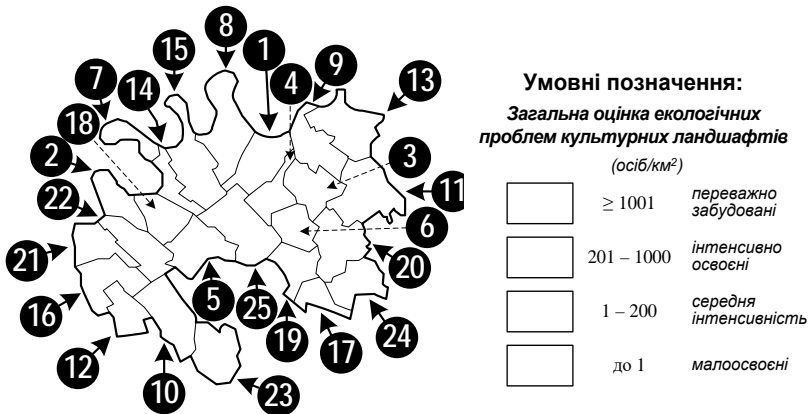 8
1
4
9
15
13
7
14
18
2
3
22
11
6
21
20
16
5
25
19
24
12
17
10
23
Умовні позначення:
Загальна оцінка екологічних
проблем культурних ландшафтів
(осіб/км²)
≥ 1001 переважно
забудовані
201 – 1000 інтенсивно
освоєні
1 – 200 середня
інтенсивність
до 1 малоосвоєні